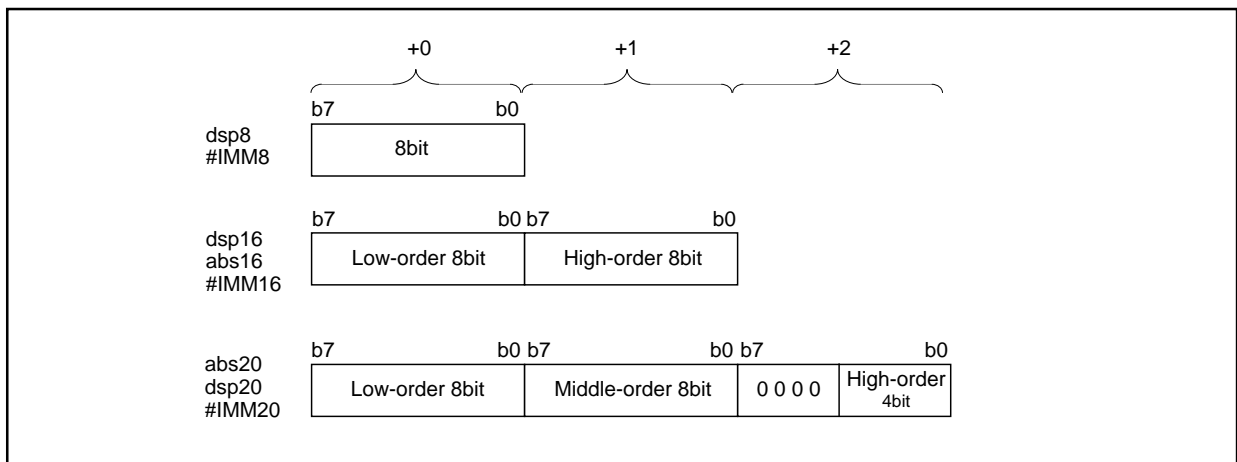 +0 +1 +2
b7 b0
dsp8
#IMM8
8bit
b7 b0 b7 b0
dsp16
abs16
#IMM16
Low-order 8bit High-order 8bit
b7 b0 b7 b0 b7 b0
abs20
dsp20
#IMM20
Low-order 8bit Middle-order 8bit 0 0 0 0 High-order
4bit